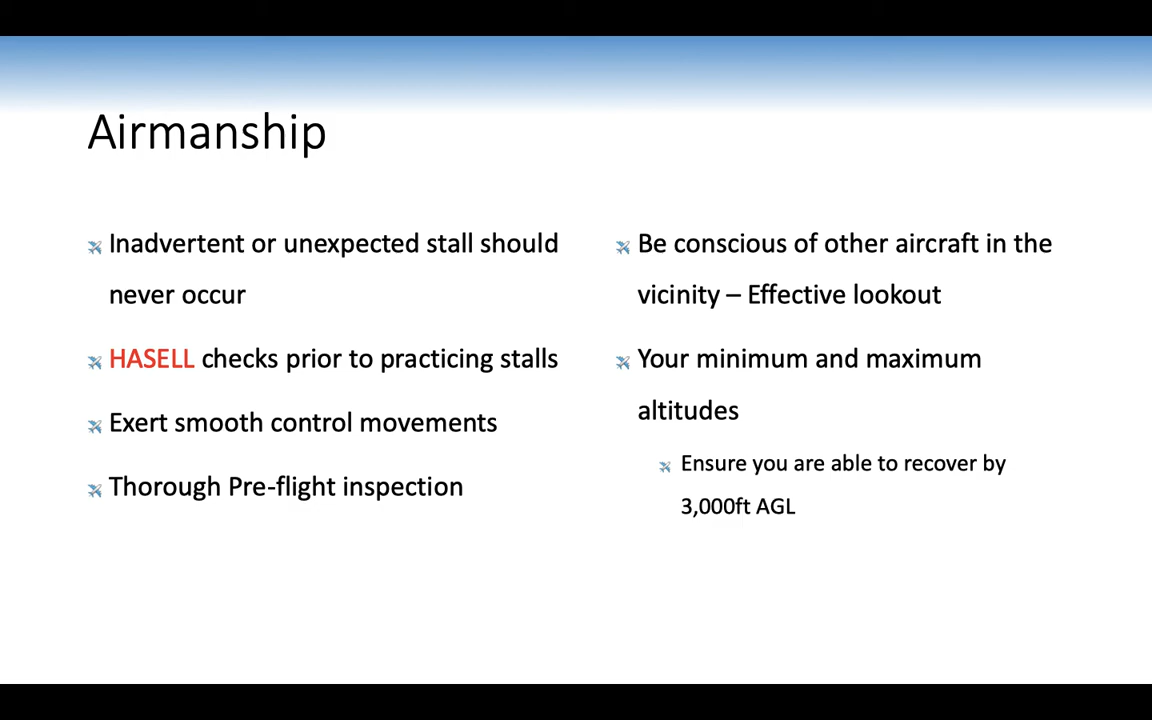 Airmanship
Inadvertent or unexpected stall should
never occur
HASELL checks prior to practicing stalls
Exert smooth control movements
Thorough Pre-flight inspection
Be conscious of other aircraft in the
vicinity – Effective lookout
Your minimum and maximum
altitudes
Ensure you are able to recover by
3,000ft AGL